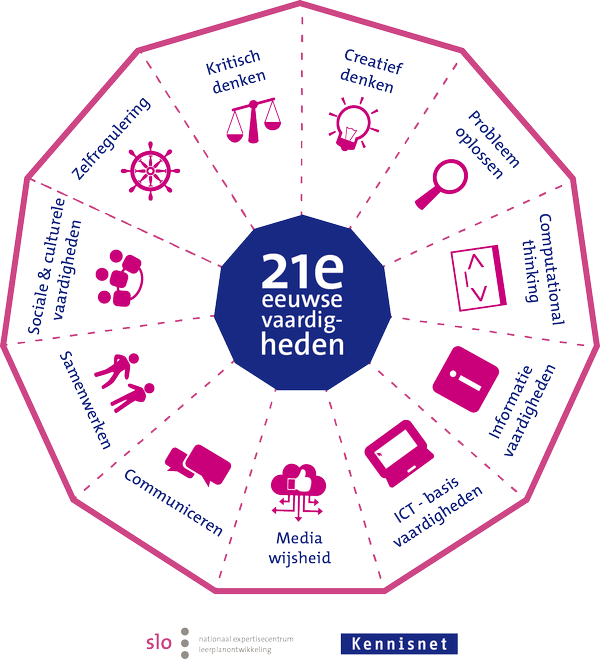 21e
eeuwse
vaardig-
heden
Kritisch
denken
Creatief
denken
Probleem
oplossen
Computational
thinking
Informatie
vaardigheden
ICT - basis
vaardigheden
Media
wijsheid
Communiceren
Samenwerken
Sociale & culturele
vaardigheden
Zelfregulering
slo
nationaal expertisecentrum
leerplanontwikkeling
Kennisnet